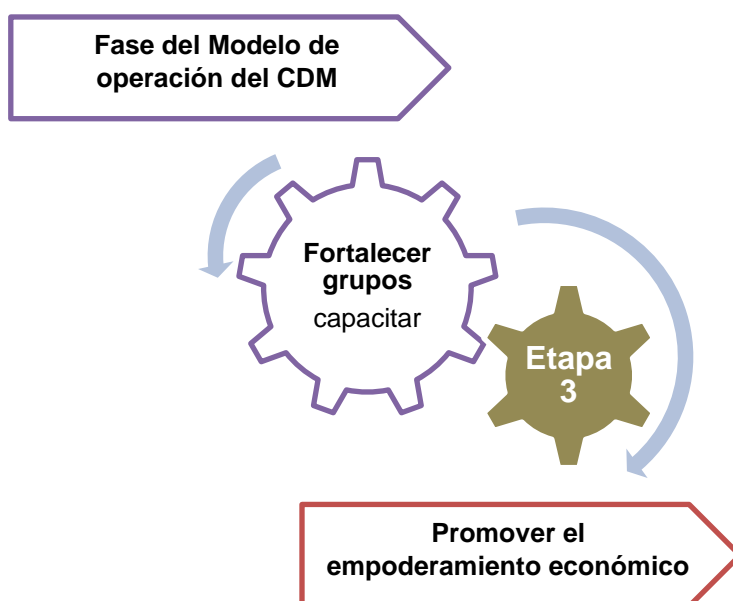 Fase del Modelo de
operación del CDM
Fortalecer
grupos
capacitar
Etapa
3
Promover el
empoderamiento económico